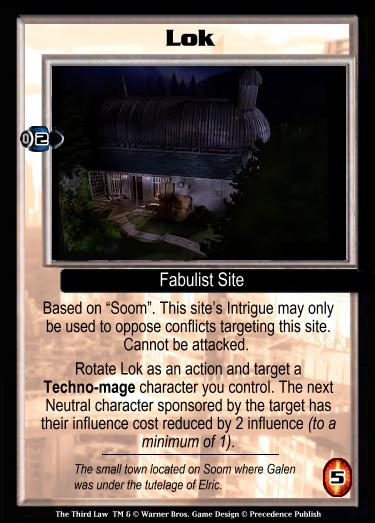 Lok
2
Fabulist Site
Based on “Soom”. This site's Intrigue may only
be used to oppose conflicts targeting this site.
Cannot be attacked.
Rotate Lok as an action and target a
Techno-mage character you control. The next
Neutral character sponsored by the target has
their influence cost reduced by 2 influence (to a
minimum of 1).
The small town located on Soom where Galen
was under the tutelage of Elric.
5
The Third Law TM & © Warner Bros. Game Design © Precedence Publish